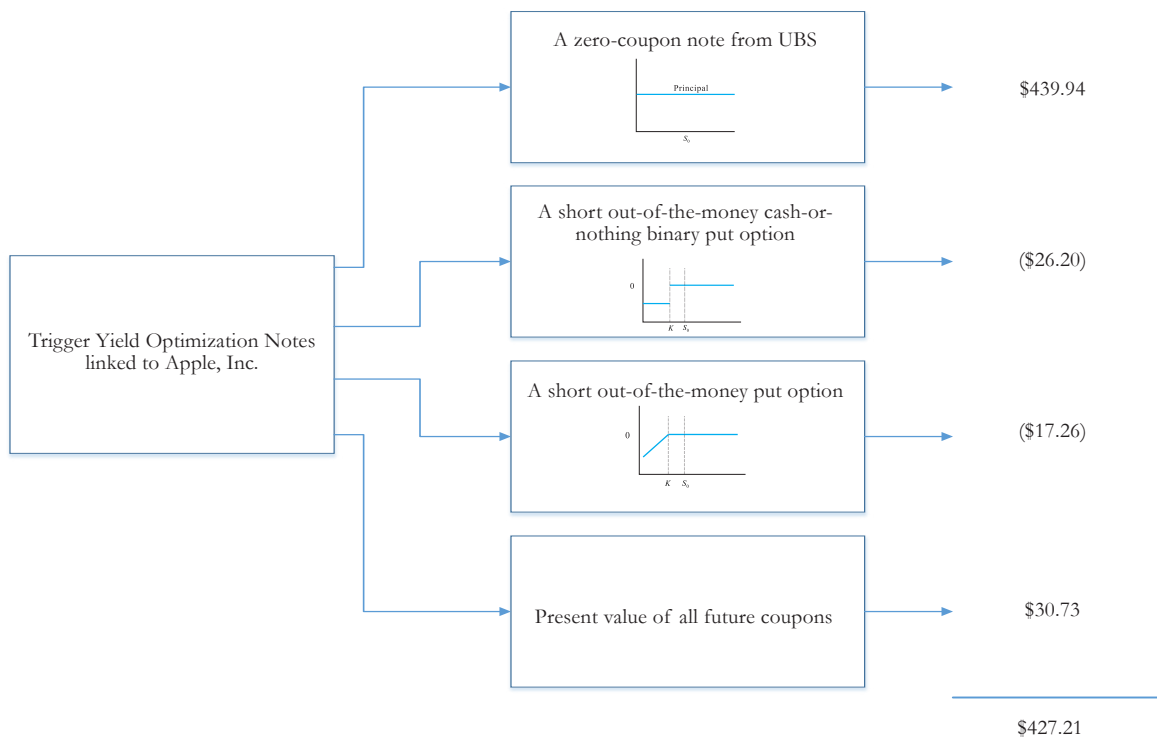 A zero-coupon note from UBS
Principal
S0
$439.94
A short out-of-the-money cash-or-
nothing binary put option
0
K S0
($26.20)
Trigger Yield Optimization Notes
linked to Apple, Inc.
A short out-of-the-money put option
0
K S0
($17.26)
Present value of all future coupons
$30.73
$427.21